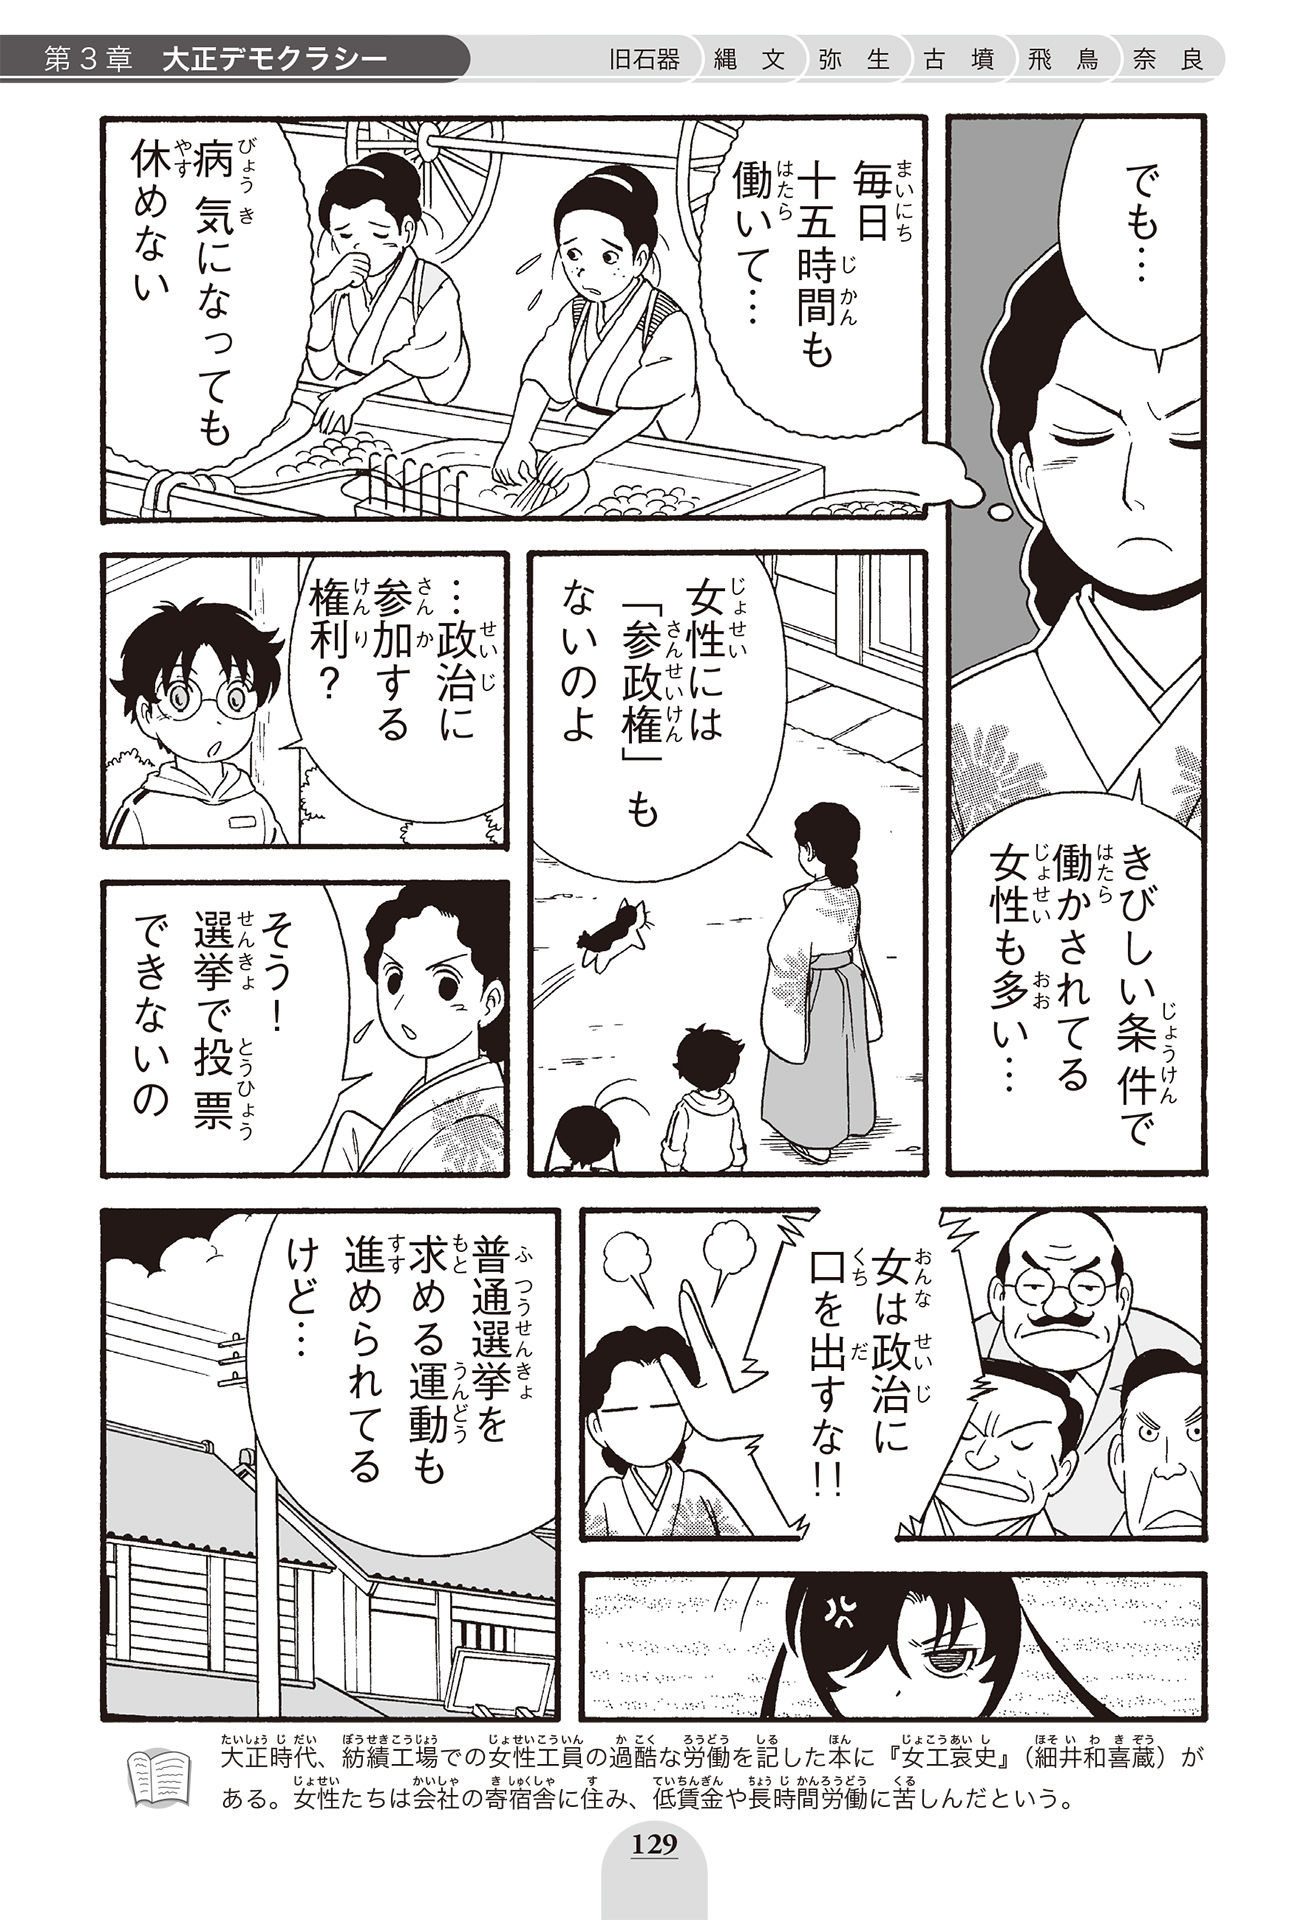 第3章 大正デモクラシー
旧石器 縄文 弥生 古墳 飛鳥 奈良
でも…
きびしい条件で
働かされてる
女性も多い…
毎日
十五時間も
働いて…
病気になっても
休めない
女性には
「参政権」も
ないのよ
…政治に
参加する
権利？
そう！
選挙で投票
できないの
女は政治に
口を出すな!!
普通選挙を
求める運動も
進められてる
けど…
大正時代、紡績工場での女性工員の過酷な労働を記した本に『女工哀史』（細井和喜蔵）が
ある。女性たちは会社の寄宿舎に住み、低賃金や長時間労働に苦しんだという。
129